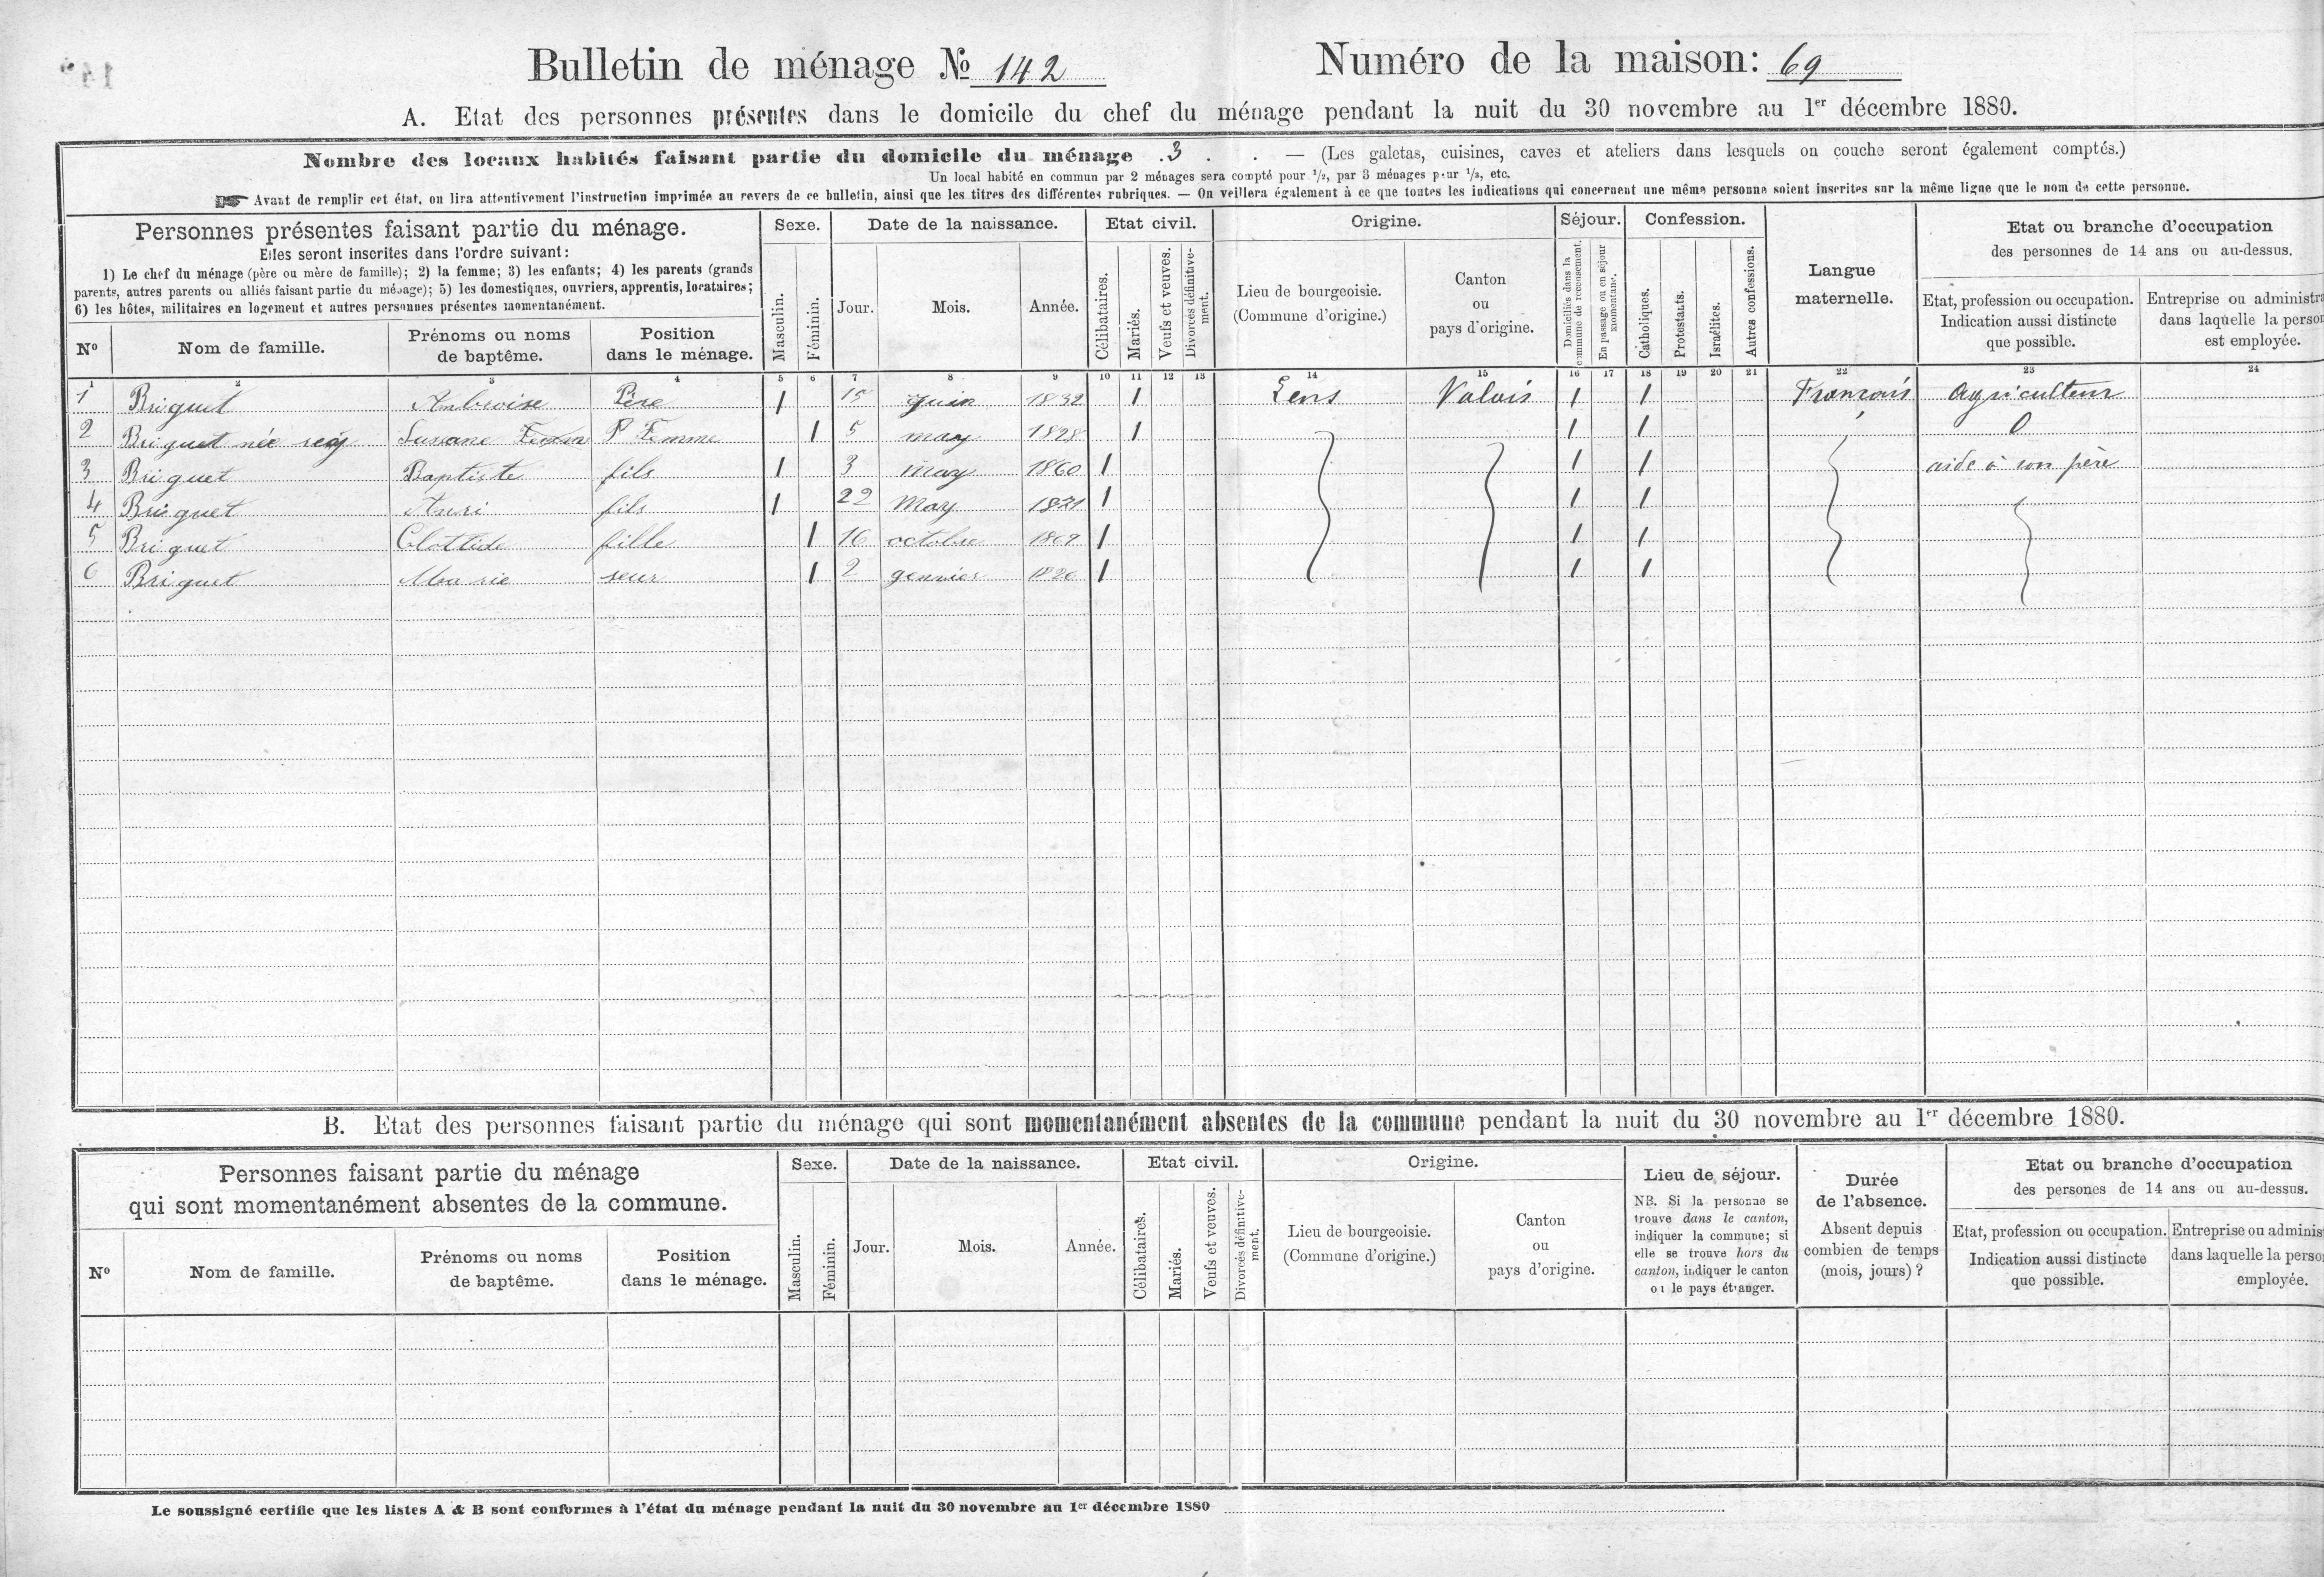 Bulletin de ménage № 142 Numéro de la maison: 69
A. Etat des personnes présentes dans le domicile du chef du ménage pendant la nuit du 30 novembre au 1er décembre 1880.
Nombre des locaux habités faisant partie du domicile du ménage 3 . . — (Les galetas, cuisines, caves et ateliers dans lesquels on couche seront également comptés.)
Un local habité en commun par 2 ménages sera compté pour 1/2, par 3 ménages pour 1/3, etc.
Avant de remplir cet état, on lira attentivement l'instruction imprimée au revers de ce bulletin, ainsi que les titres des différentes rubriques. — On veillera également à ce que toutes les indications qui concernent une même personne soient inscrites sur la même ligne que le nom de cette personne.
Personnes présentes faisant partie du ménage.
Elles seront inscrites dans l'ordre suivant:
1) Le chef du ménage (père ou mère de famille); 2) la femme; 3) les enfants; 4) les parents (grands
parents, autres parents ou alliés faisant partie du ménage); 5) les domestiques, ouvriers, apprentis, locataires;
6) les hôtes, militaires en logement et autres personnes présentes momentanément.
No
Nom de famille.
Prénoms ou noms
de baptême.
Position
dans le ménage.
Sexe.
Masculin.
Féminin.
Date de la naissance.
Jour.
Mois.
Année.
Etat civil.
Célibataires.
Mariés.
Veufs et veuves.
Divorcés définitive-
ment.
Origine.
Lieu de bourgeoisie.
(Commune d'origine.)
Canton
ou
pays d'origine.
Séjour.
Domiciliés dans la
commune de recensement.
En passage ou en séjour
momentané.
Confession.
Catholiques.
Protestants.
Israélites.
Autres confessions.
Langue
maternelle.
Etat ou branche d'occupation
des personnes de 14 ans ou au-dessus.
Etat, profession ou occupation.
Indication aussi distincte
que possible.
Entreprise ou administra
dans laquelle la person
est employée.
1 2 3 4 5 6 7 8 9 10 11 12 13 14 15 16 17 18 19 20 21 22 23 24
1 Briguet Ambroise Père 1 15 juin 1832 1 Lens Valais 1 1 Francais Agriculteur
2 Briguet née Susane Femme 1 5 may 1828 1 1 1 0
3 Briguet Baptiste fils 1 3 may 1860 1 1 1 aide à son père
4 Briguet fils 1 22 May 1 1 1
5 Briguet Clottide fille 1 16 octobre 1 1 1
6 Briguet Marie seur 1 2 1 1 1
B. Etat des personnes faisant partie du ménage qui sont momentanément absentes de la commune pendant la nuit du 30 novembre au 1er décembre 1880.
Personnes faisant partie du ménage
qui sont momentanément absentes de la commune.
No
Nom de famille.
Prénoms ou noms
de baptême.
Position
dans le ménage.
Sexe.
Masculin.
Féminin.
Date de la naissance.
Jour.
Mois.
Année.
Etat civil.
Célibataires.
Mariés.
Veufs et veuves.
Divorcés définitive-
ment.
Origine.
Lieu de bourgeoisie.
(Commune d'origine.)
Canton
ou
pays d'origine.
Lieu de séjour.
NB. Si la personne se
trouve dans le canton,
indiquer la commune; si
elle se trouve hors du
canton, indiquer le canton
ou le pays étranger.
Durée
de l'absence.
Absent depuis
combien de temps
(mois, jours) ?
Etat ou branche d'occupation
des persones de 14 ans ou au-dessus.
Etat, profession ou occupation.
Indication aussi distincte
que possible.
Entreprise ou adminis
dans laquelle la perso
employée.
Le soussigné certifie que les listes A & B sont conformes à l'état du ménage pendant la nuit du 30 novembre au 1er décembre 1880